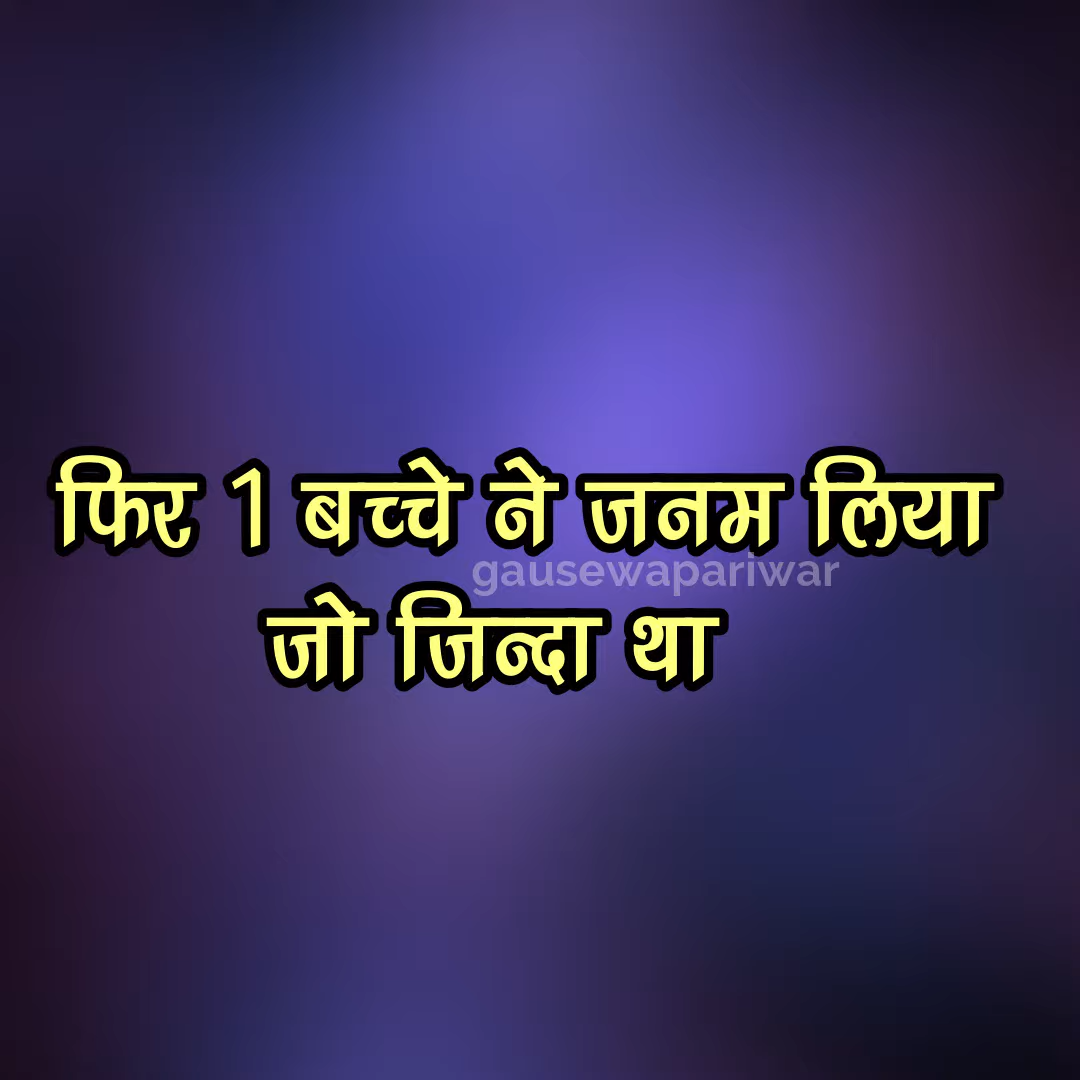 फिर 1 बच्चे ने जनम लिया
gausewapariwar
जो जिन्दा था